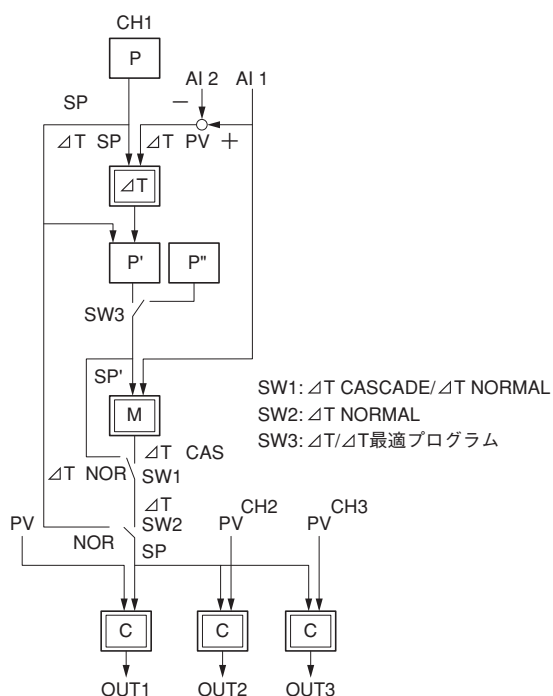 CH1
P
AI 2 AI 1
SP
−
⊿T SP ⊿T PV +
⊿T
P' P"
SW3
SP'
SW1: ⊿T CASCADE/⊿T NORMAL
M
SW2: ⊿T NORMAL
⊿T CAS
SW3: ⊿T/⊿T最適プログラム
⊿T NOR SW1
⊿T
PV SW2 CH2 CH3
NOR PV PV
SP
C C C
OUT1 OUT2 OUT3